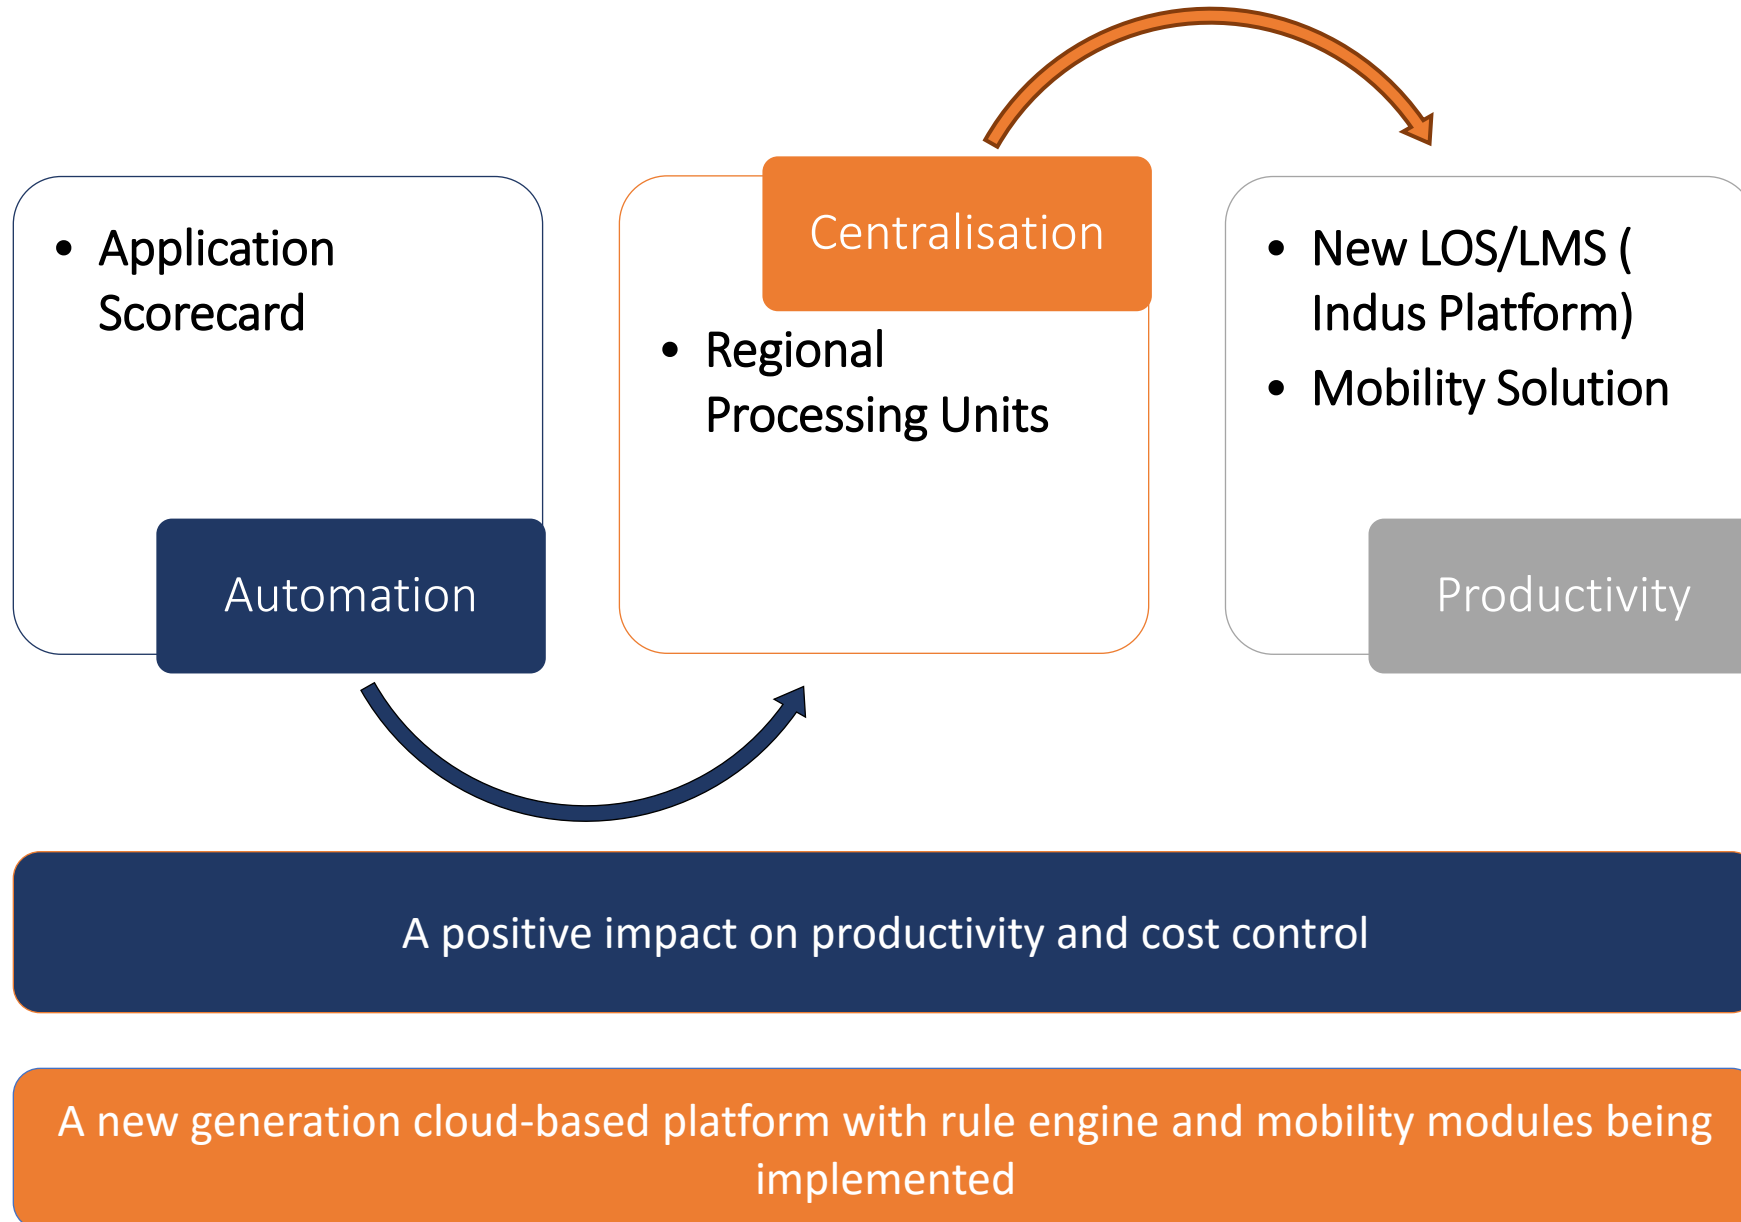 • Application
Scorecard
Automation
Centralisation
• Regional
Processing Units
• New LOS/LMS (
Indus Platform)
• Mobility Solution
Productivity
A positive impact on productivity and cost control
A new generation cloud-based platform with rule engine and mobility modules being
implemented